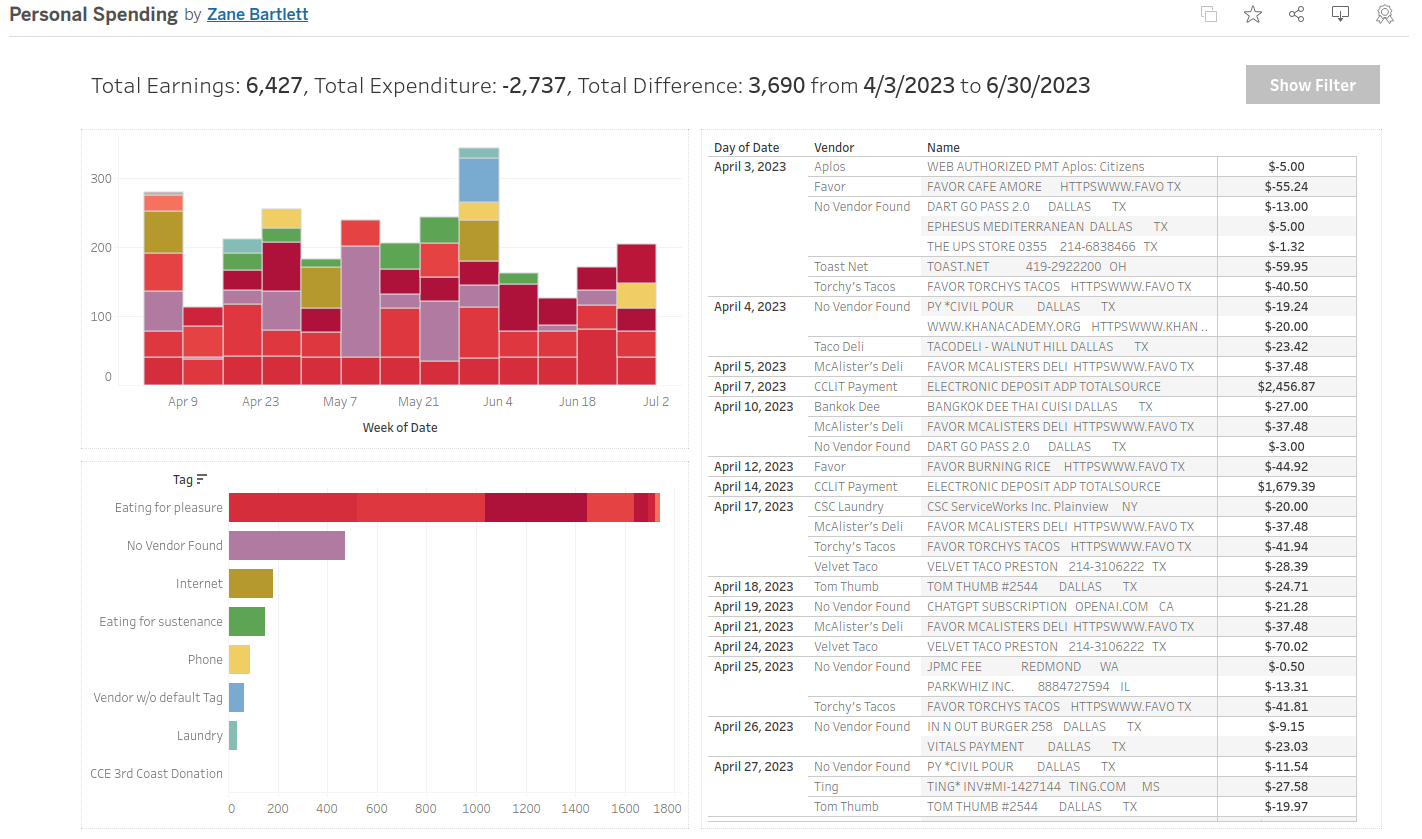 Personal Spending by Zane Bartlett
Total Earnings: 6,427, Total Expenditure: -2,737, Total Difference: 3,690 from 4/3/2023 to 6/30/2023
Show Filter
300
200
100
0
Apr 9 Apr 23 May 7 May 21 Jun 4 Jun 18 Jul 2
Week of Date
Tag
Eating for pleasure
No Vendor Found
Internet
Eating for sustenance
Phone
Vendor w/o default Tag
Laundry
CCE 3rd Coast Donation
0 200 400 600 800 1000 1200 1400 1600 1800
Day of Date Vendor Name
April 3, 2023 Aplos WEB AUTHORIZED PMT Aplos: Citizens $-5.00
Favor FAVOR CAFE AMORE HTTPSWWW.FAVO TX $-55.24
No Vendor Found DART GO PASS 2.0 DALLAS TX $-13.00
EPHESUS MEDITERRANEAN DALLAS TX $-5.00
THE UPS STORE 0355 214-6838466 TX $-1.32
Toast Net TOAST.NET 419-2922200 OH $-59.95
Torchy's Tacos FAVOR TORCHYS TACOS HTTPSWWW.FAVO TX $-40.50
April 4, 2023 No Vendor Found PY *CIVIL POUR DALLAS TX $-19.24
WWW.KHANACADEMY.ORG HTTPSWWW.KHAN .. $-20.00
Taco Deli TACODELI - WALNUT HILL DALLAS TX $-23.42
April 5, 2023 McAlister's Deli FAVOR MCALISTERS DELI HTTPSWWW.FAVO TX $-37.48
April 7, 2023 CCLIT Payment ELECTRONIC DEPOSIT ADP TOTALSOURCE $2,456.87
April 10, 2023 Bankok Dee BANGKOK DEE THAI CUISI DALLAS TX $-27.00
McAlister's Deli FAVOR MCALISTERS DELI HTTPSWWW.FAVO TX $-37.48
No Vendor Found DART GO PASS 2.0 DALLAS TX $-3.00
April 12, 2023 Favor FAVOR BURNING RICE HTTPSWWW.FAVO TX $-44.92
April 14, 2023 CCLIT Payment ELECTRONIC DEPOSIT ADP TOTALSOURCE $1,679.39
April 17, 2023 CSC Laundry CSC ServiceWorks Inc. Plainview NY $-20.00
McAlister's Deli FAVOR MCALISTERS DELI HTTPSWWW.FAVO TX $-37.48
Torchy's Tacos FAVOR TORCHYS TACOS HTTPSWWW.FAVO TX $-41.94
Velvet Taco VELVET TACO PRESTON 214-3106222 TX $-28.39
April 18, 2023 Tom Thumb TOM THUMB #2544 DALLAS TX $-24.71
April 19, 2023 No Vendor Found CHATGPT SUBSCRIPTION OPENAI.COM CA $-21.28
April 21, 2023 McAlister's Deli FAVOR MCALISTERS DELI HTTPSWWW.FAVO TX $-37.48
April 24, 2023 Velvet Taco VELVET TACO PRESTON 214-3106222 TX $-70.02
April 25, 2023 No Vendor Found JPMC FEE REDMOND WA $-0.50
PARKWHIZ INC. 8884727594 IL $-13.31
Torchy's Tacos FAVOR TORCHYS TACOS HTTPSWWW.FAVO TX $-41.81
April 26, 2023 No Vendor Found IN N OUT BURGER 258 DALLAS TX $-9.15
VITALS PAYMENT DALLAS TX $-23.03
April 27, 2023 No Vendor Found PY *CIVIL POUR DALLAS TX $-11.54
Ting TING* INV#MI-1427144 TING.COM MS $-27.58
Tom Thumb TOM THUMB #2544 DALLAS TX $-19.97